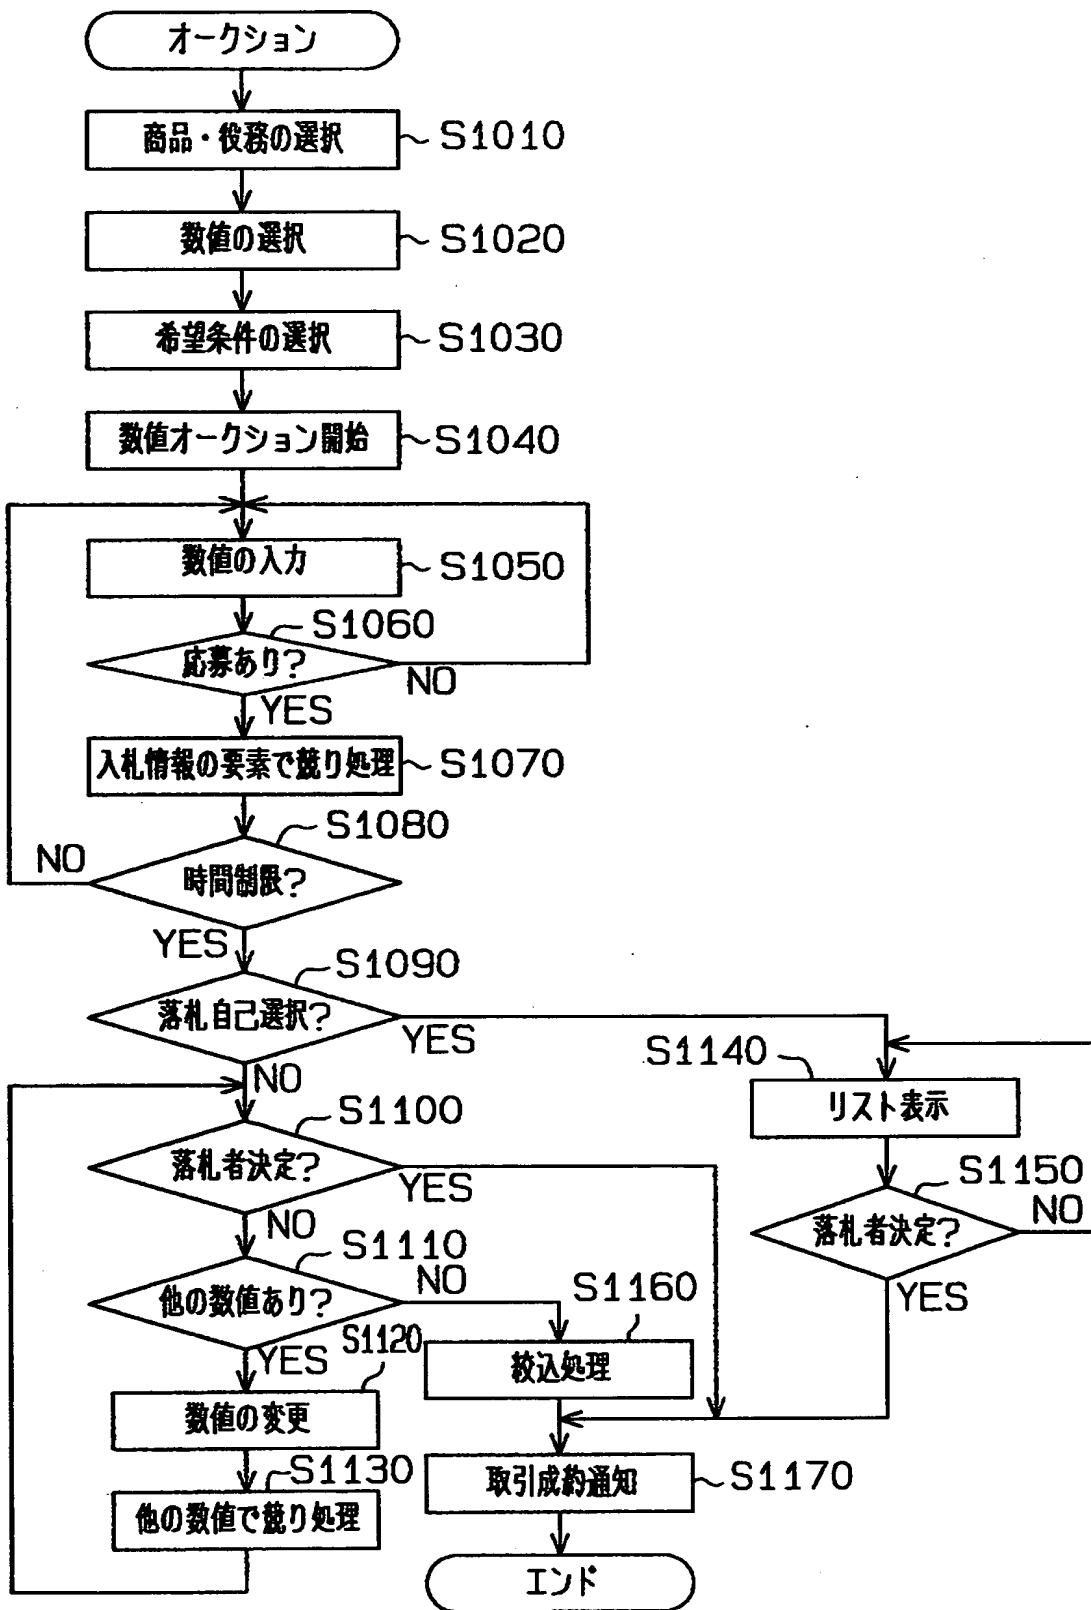 オークション
商品・役務の選択
S1010
数値の選択
S1020
希望条件の選択
S1030
数値オークション開始
S1040
数値の入力
S1050
S1060
応募あり?
NO
YES
入札情報の要素で競り処理
S1070
S1080
NO
時間制限?
YES
S1090
落札自己選択?
YES
NO
S1140
リスト表示
S1100
落札者決定?
YES
NO
S1150
落札者決定?
NO
YES
S1110
他の数値あり?
NO
YES
S1160
絞込処理
S1120
数値の変更
S1130
他の数値で競り処理
取引成約通知
S1170
エンド